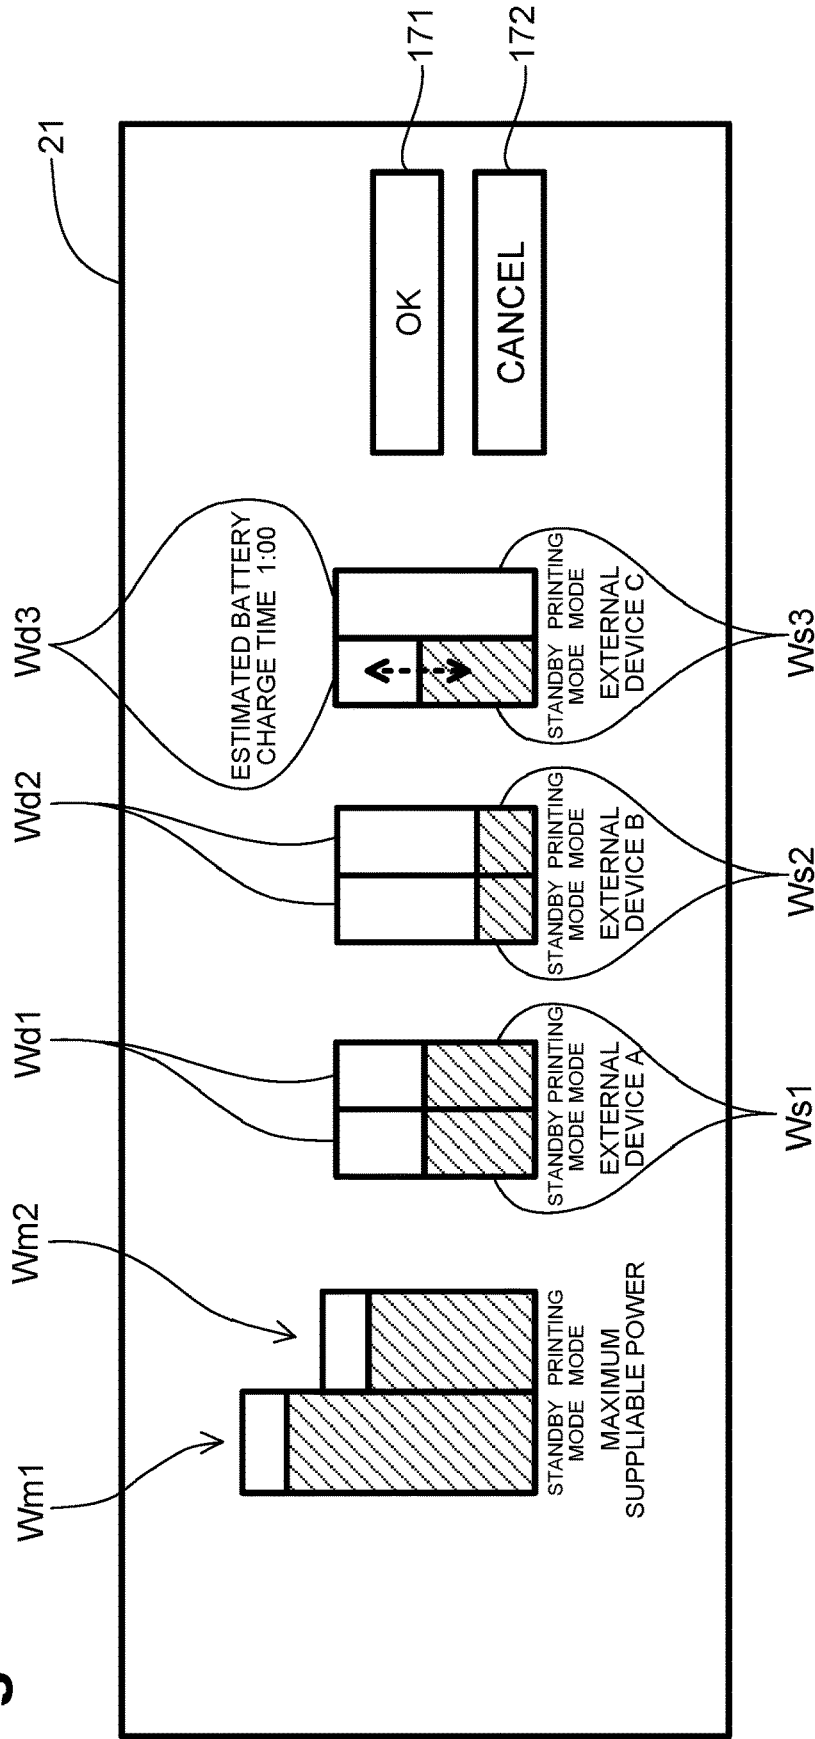 21
Wm1
Wm2
Wd1
Wd2
Wd3
ESTIMATED BATTERY
CHARGE TIME 1:00
OK
171
CANCEL
172
STANDBY PRINTING
MODE MODE
MAXIMUM
SUPPLIABLE POWER
STANDBY PRINTING
MODE MODE
EXTERNAL
DEVICE A
STANDBY PRINTING
MODE MODE
EXTERNAL
DEVICE B
STANDBY PRINTING
MODE MODE
EXTERNAL
DEVICE C
Ws1
Ws2
Ws3